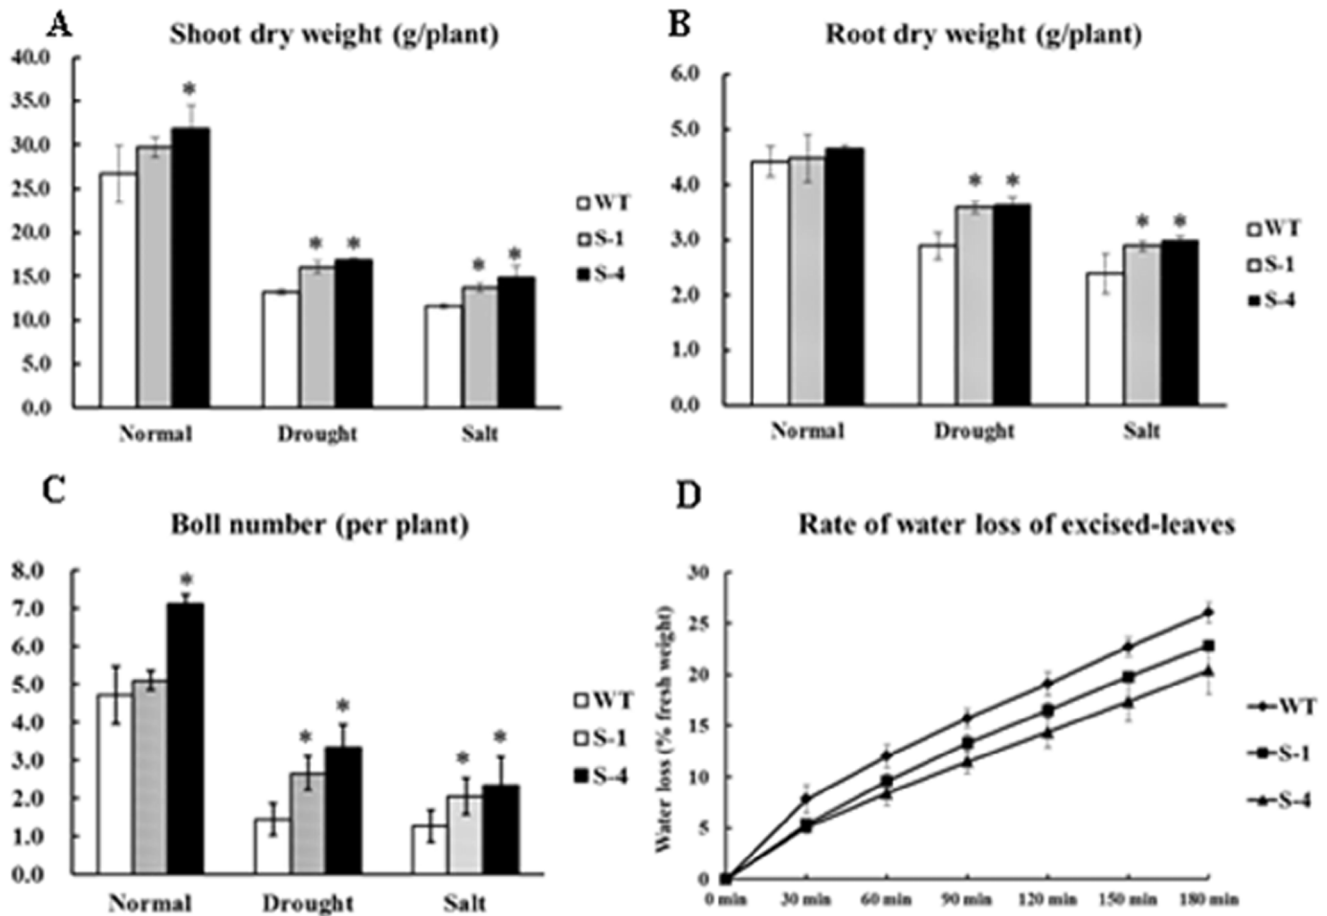 A
Shoot dry weight (g/plant)
40.0
35.0
30.0
25.0
20.0
15.0
10.0
5.0
0.0
*
* *
* *
Normal Drought Salt
WT
S-1
S-4
B
Root dry weight (g/plant)
6.0
5.0
4.0
3.0
2.0
1.0
0.0
* *
* *
Normal Drought Salt
WT
S-1
S-4
C
Boll number (per plant)
8.0
7.0
6.0
5.0
4.0
3.0
2.0
1.0
0.0
*
* *
* *
Normal Drought Salt
WT
S-1
S-4
D
Rate of water loss of excised-leaves
Water loss (% fresh weight)
30
25
20
15
10
5
0
0 min 30 min 60 min 90 min 120 min 150 min 180 min
WT
S-1
S-4